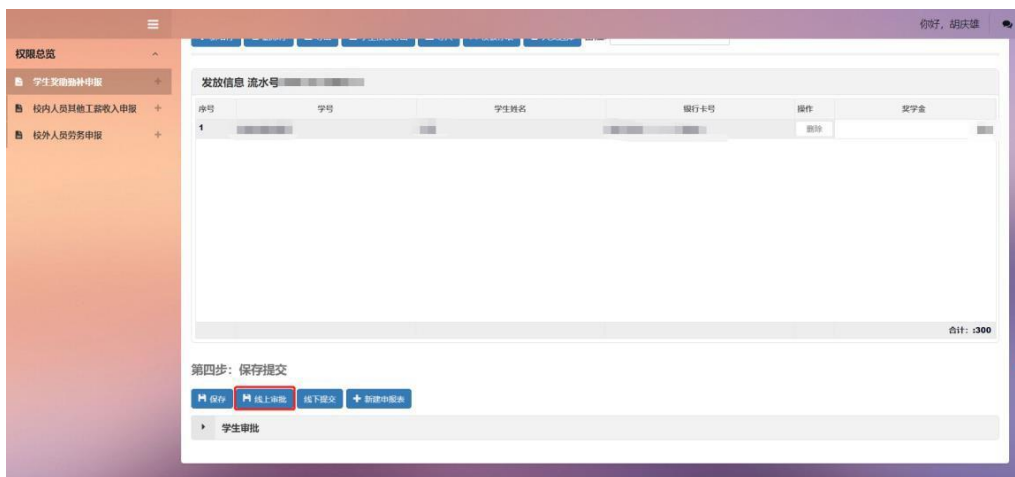 你好，胡庆雄
权限总览
学生奖助勤补申报
校内人员其他工薪收入申报
校外人员劳务申报
发放信息 流水号
序号 学号 学生姓名 银行卡号 操作 奖学金
1 删除
合计：:300
第四步：保存提交
保存 线上审批 线下提交 新建申报表
学生审批